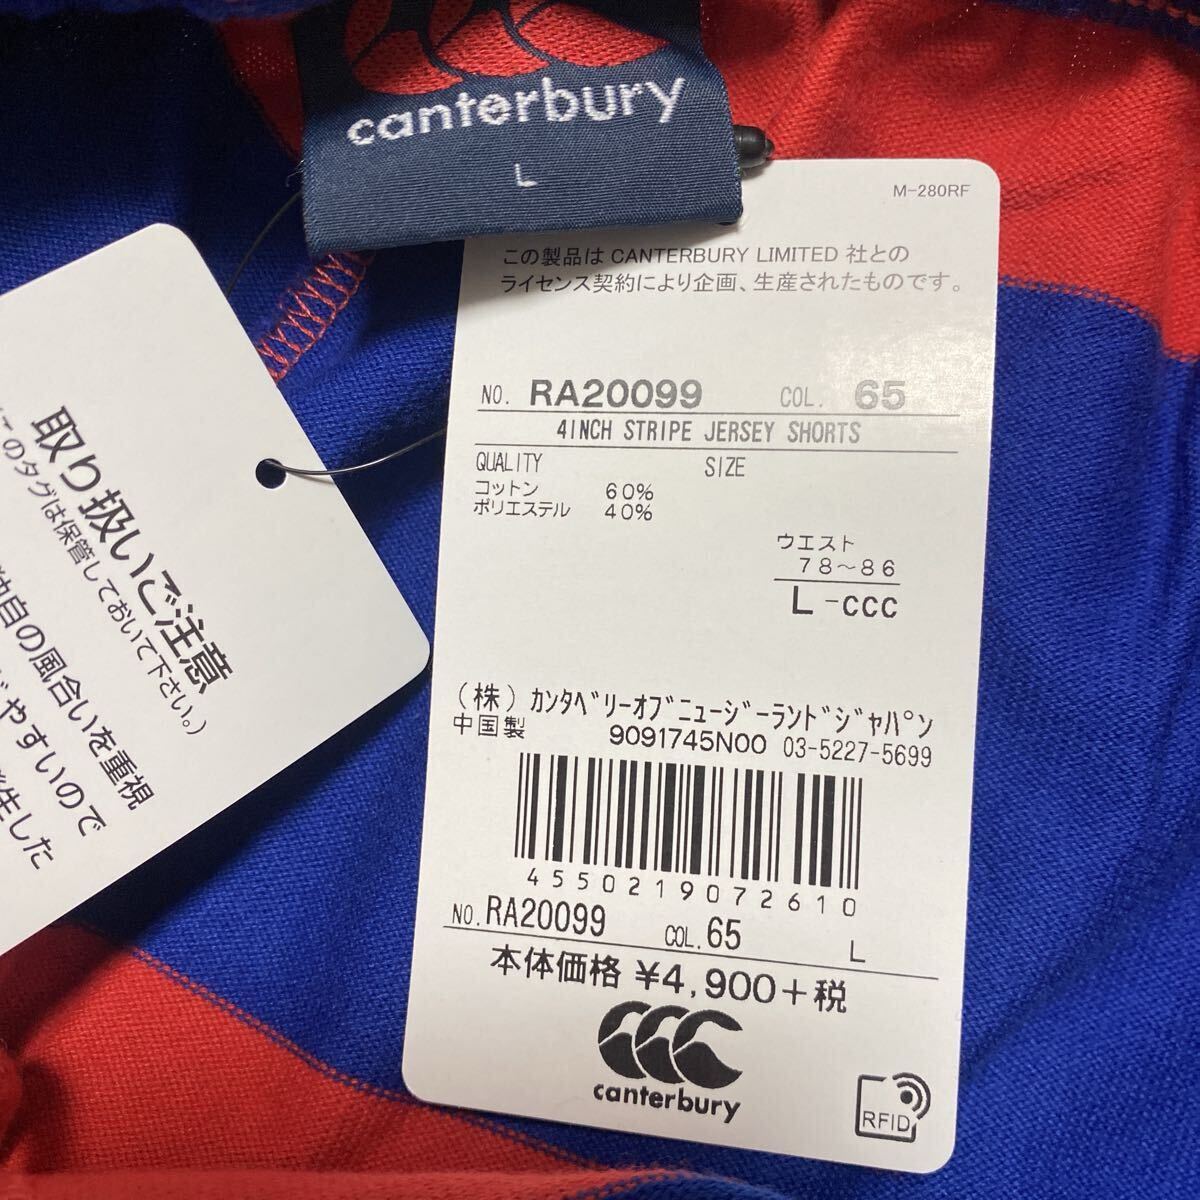 canterbury
L
M-280RF
この製品は CANTERBURY LIMITED 社との
ライセンス契約により企画、生産されたものです。
NO. RA20099 COL. 65
4INCH STRIPE JERSEY SHORTS
QUALITY SIZE
コットン 60%
ポリエステル 40%
ウエスト
78~86
L-CCC
(株)カンタベリーオブニュージーランドジャパン
中国製 9091745N00 03-5227-5699
4550219072610
NO. RA20099 COL. 65 L
本体価格 ¥4,900+税
canterbury
RFID
取り扱いご注意
このタグは保管しておいて下さい。)
独自の風合いを重視
じやすいので
発生した